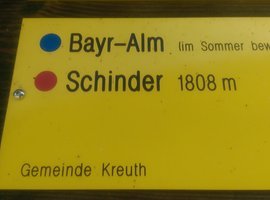 Bayr-Alm (im Sommer bew
Schinder 1808 m
Gemeinde Kreuth